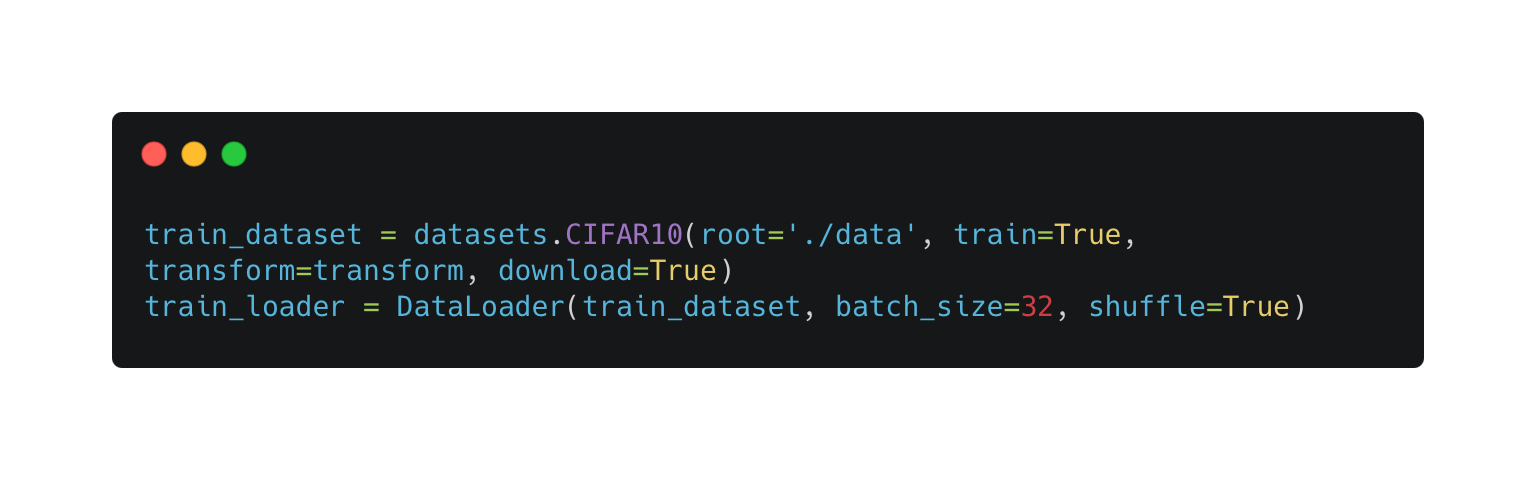 train_dataset = datasets.CIFAR10(root='./data', train=True,
transform=transform, download=True)
train_loader = DataLoader(train_dataset, batch_size=32, shuffle=True)